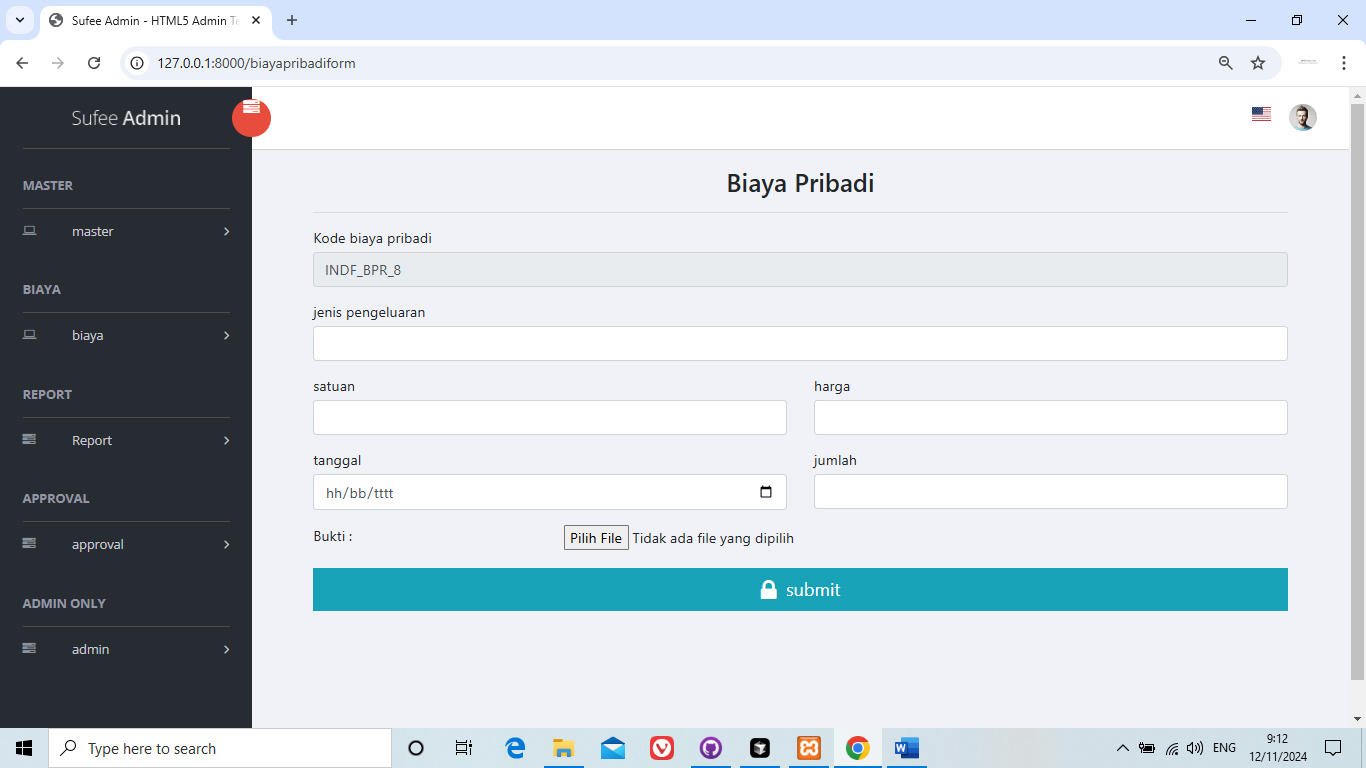 Sufee Admin - HTML5 Admin Te
127.0.0.1:8000/biayapribadiform
Sufee Admin
MASTER
master
BIAYA
biaya
REPORT
Report
APPROVAL
approval
ADMIN ONLY
admin
Biaya Pribadi
Kode biaya pribadi
INDF_BPR_8
jenis pengeluaran
satuan
harga
tanggal
jumlah
hh/bb/tttt
Bukti :
Pilih File Tidak ada file yang dipilih
submit
Type here to search
ENG
9:12
12/11/2024